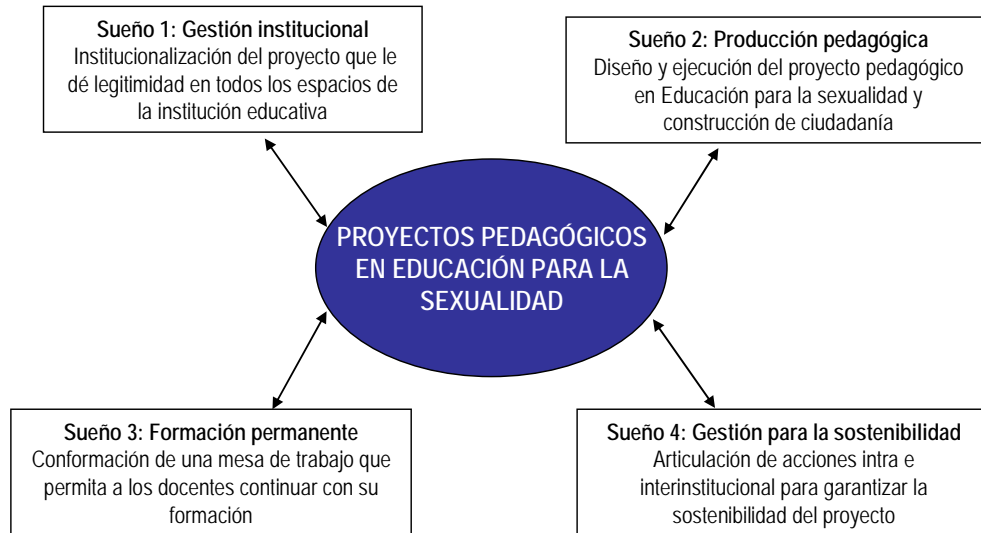 Sueño 1: Gestión institucional
Institucionalización del proyecto que le
dé legitimidad en todos los espacios de
la institución educativa
Sueño 2: Producción pedagógica
Diseño y ejecución del proyecto pedagógico
en Educación para la sexualidad y
construcción de ciudadanía
PROYECTOS PEDAGÓGICOS
EN EDUCACIÓN PARA LA
SEXUALIDAD
Sueño 3: Formación permanente
Conformación de una mesa de trabajo que
permita a los docentes continuar con su
formación
Sueño 4: Gestión para la sostenibilidad
Articulación de acciones intra e
interinstitucional para garantizar la
sostenibilidad del proyecto